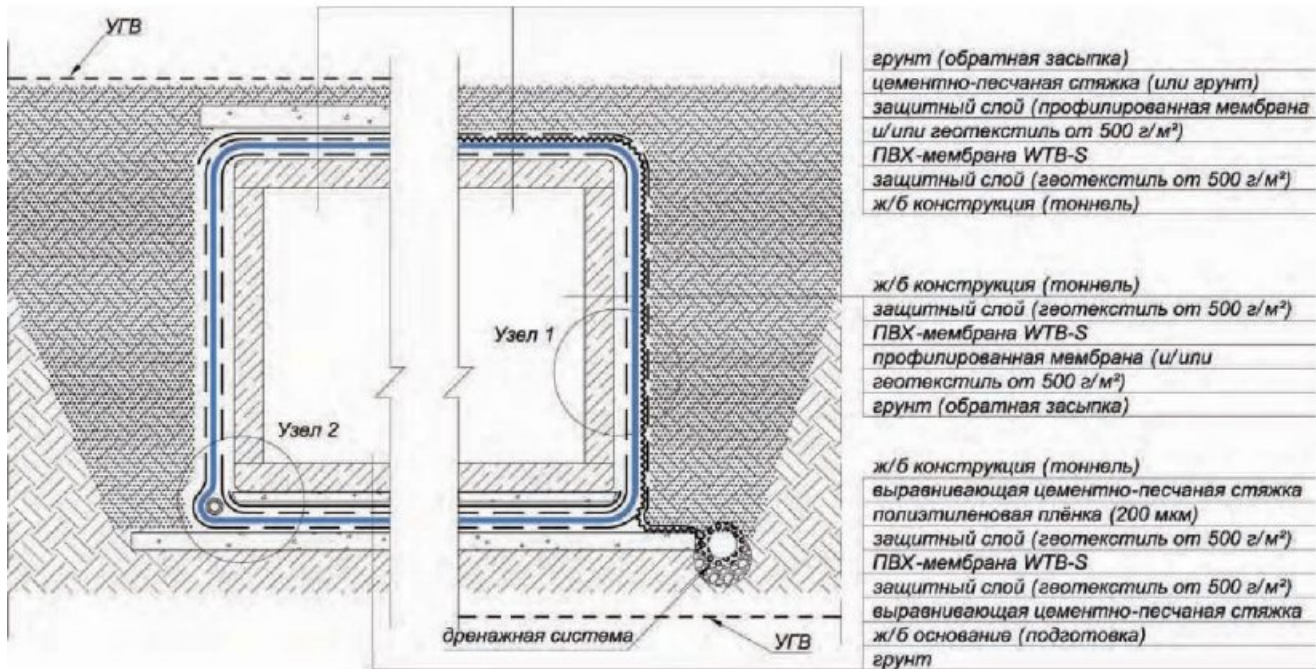 УГВ
грунт (обратная засыпка)
цементно-песчаная стяжка (или грунт)
защитный слой (профилированная мембрана
и/или геотекстиль от 500 г/м²)
ПВХ-мембрана WTB-S
защитный слой (геотекстиль от 500 г/м²)
ж/б конструкция (тоннель)
Узел 1
Узел 2
ж/б конструкция (тоннель)
защитный слой (геотекстиль от 500 г/м²)
ПВХ-мембрана WTB-S
профилированная мембрана (и/или
геотекстиль от 500 г/м²)
грунт (обратная засыпка)
ж/б конструкция (тоннель)
выравнивающая цементно-песчаная стяжка
полиэтиленовая плёнка (200 мкм)
защитный слой (геотекстиль от 500 г/м²)
ПВХ-мембрана WTB-S
защитный слой (геотекстиль от 500 г/м²)
выравнивающая цементно-песчаная стяжка
ж/б основание (подготовка)
грунт
дренажная система
УГВ